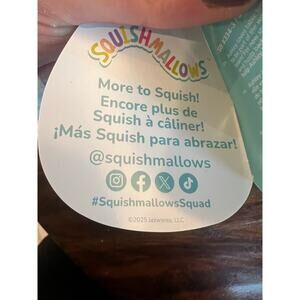 SQUISHMALLOWS
More to Squish!
Encore plus de
Squish à câliner!
¡Más Squish para abrazar!
@squishmallows
#SquishmallowsSquad
©2025 Jazwares, LLC